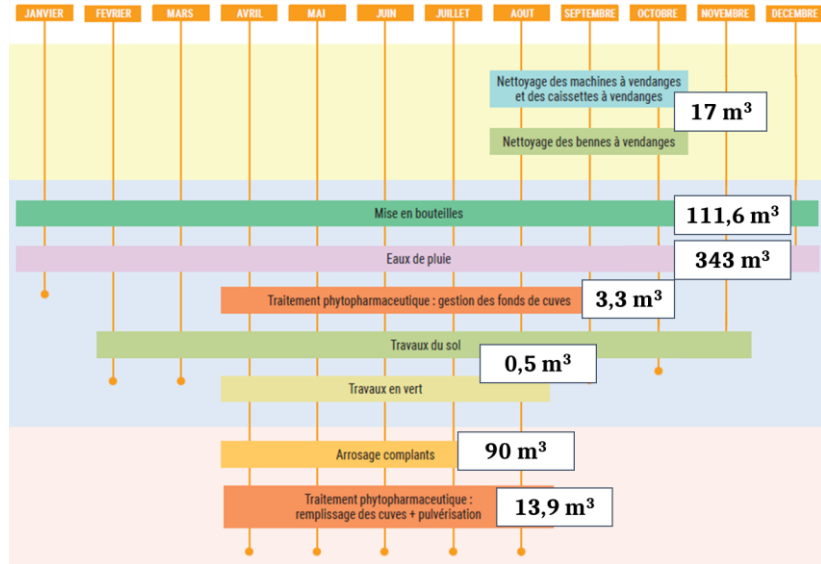 JANVIER
FEVRIER
MARS
AVRIL
MAI
JUIN
JUILLET
AOUT
SEPTEMBRE
OCTOBRE
NOVEMBRE
DECEMBRE
Nettoyage des machines à vendanges
et des caissettes à vendanges
17 m³
Nettoyage des bennes à vendanges
Mise en bouteilles
111,6 m³
Eaux de pluie
343 m³
Traitement phytopharmaceutique : gestion des fonds de cuves
3,3 m³
Travaux du sol
0,5 m³
Travaux en vert
Arrosage complants
90 m³
Traitement phytopharmaceutique :
remplissage des cuves + pulvérisation
13,9 m³